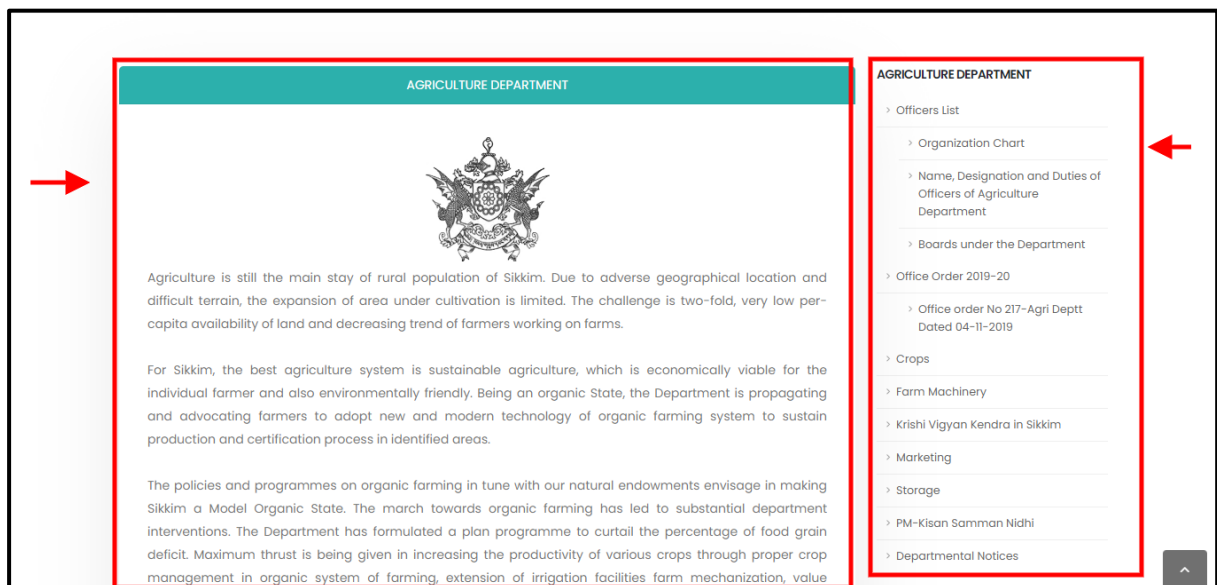 AGRICULTURE DEPARTMENT
Agriculture is still the main stay of rural population of Sikkim. Due to adverse geographical location and
difficult terrain, the expansion of area under cultivation is limited. The challenge is two-fold, very low per-
capita availability of land and decreasing trend of farmers working on farms.
For Sikkim, the best agriculture system is sustainable agriculture, which is economically viable for the
individual farmer and also environmentally friendly. Being an organic State, the Department is propagating
and advocating farmers to adopt new and modern technology of organic farming system to sustain
production and certification process in identified areas.
The policies and programmes on organic farming in tune with our natural endowments envisage in making
Sikkim a Model Organic State. The march towards organic farming has led to substantial department
interventions. The Department has formulated a plan programme to curtail the percentage of food grain
deficit. Maximum thrust is being given in increasing the productivity of various crops through proper crop
management in organic system of farming, extension of irrigation facilities farm mechanization, value
AGRICULTURE DEPARTMENT
Officers List
Organization Chart
Name, Designation and Duties of
Officers of Agriculture
Department
Boards under the Department
Office Order 2019-20
Office order No 217-Agri Deptt
Dated 04-11-2019
Crops
Farm Machinery
Krishi Vigyan Kendra in Sikkim
Marketing
Storage
PM-Kisan Samman Nidhi
Departmental Notices